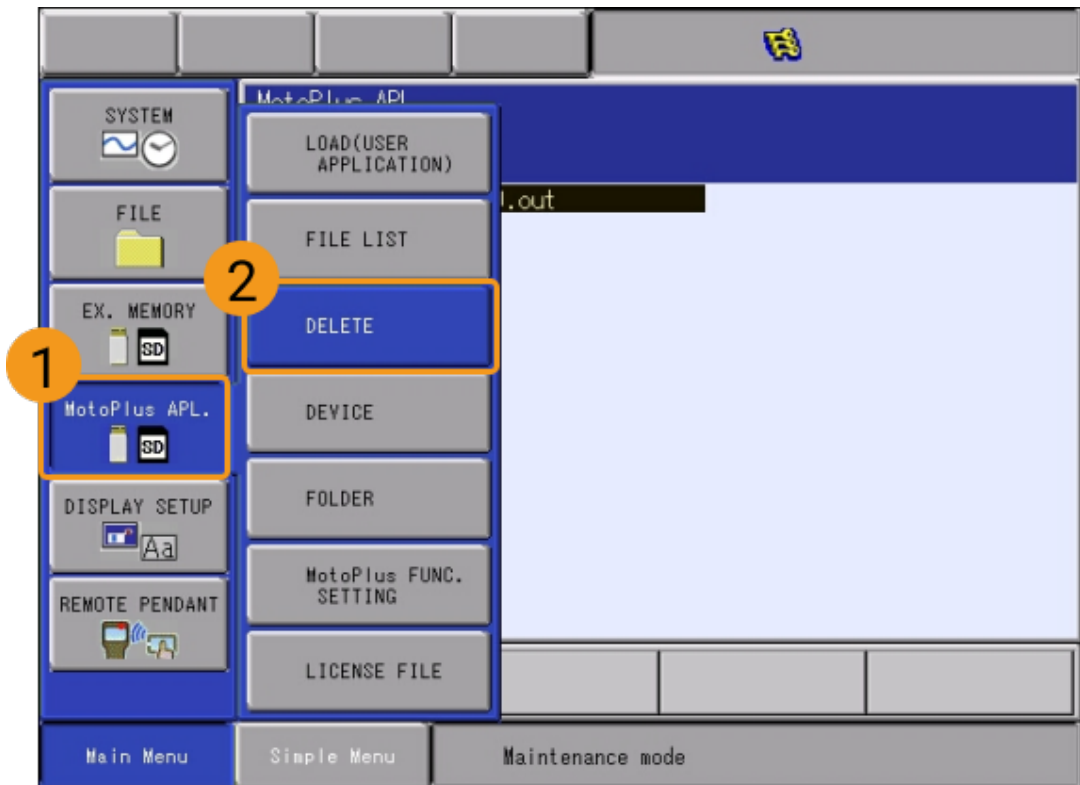 MotoPlus APL
SYSTEM
FILE
EX. MEMORY
SD
1
MotoPlus APL.
SD
DISPLAY SETUP
Aa
REMOTE PENDANT
LOAD(USER
APPLICATION)
.out
FILE LIST
2
DELETE
DEVICE
FOLDER
MotoPlus FUNC.
SETTING
LICENSE FILE
Main Menu
Simple Menu
Maintenance mode